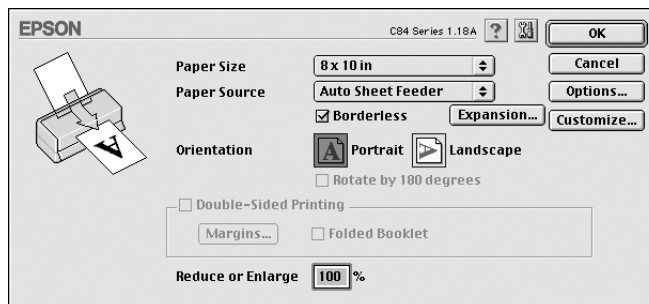 EPSON
C84 Series 1.18A
?
OK
Paper Size
8 x 10 in
Cancel
Paper Source
Auto Sheet Feeder
Options...
Borderless
Expansion...
Customize...
Orientation
A
Portrait
A
Landscape
Rotate by 180 degrees
Double-Sided Printing
Margins...
Folded Booklet
Reduce or Enlarge
100
%
A